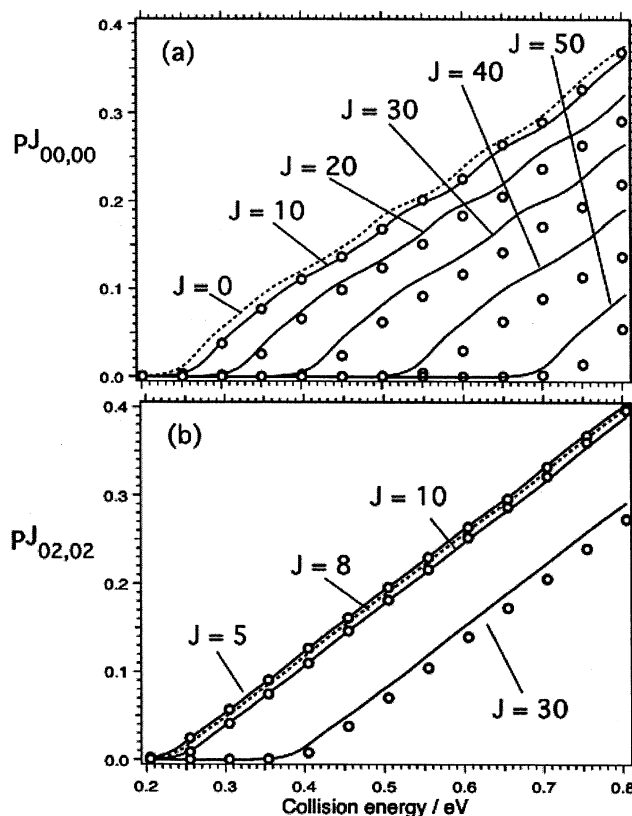 0.4
(a)
J = 50
J = 40
0.3
J = 30
pJ00,00
J = 20
0.2
J = 10
0.1
J=0
0.0
0.4
(b)
pJ02,02
0.3
J = 10
J = 8
0.2
J = 5
0.1
J = 30
0.0
0.2 0.3 0.4 0.5 0.6 0.7 0.8
Collision energy / eV